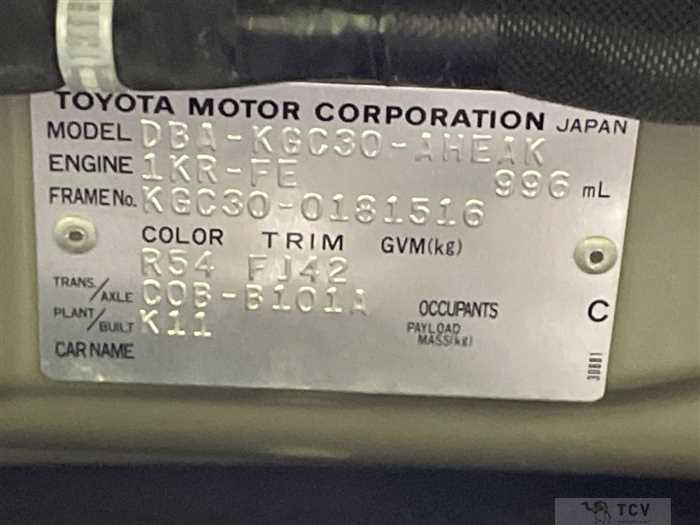 TOYOTA MOTOR CORPORATION JAPAN
MODEL DBA-KGC30-AHEAK
ENGINE 1KR-FE 996 mL
FRAME No. KGC30-0181516
COLOR TRIM GVM(kg)
R54 FJ42
TRANS./AXLE C0B-B101A OCCUPANTS C
PLANT/BUILT K11 PAYLOAD MASS(kg)
CAR NAME
30881
TCV